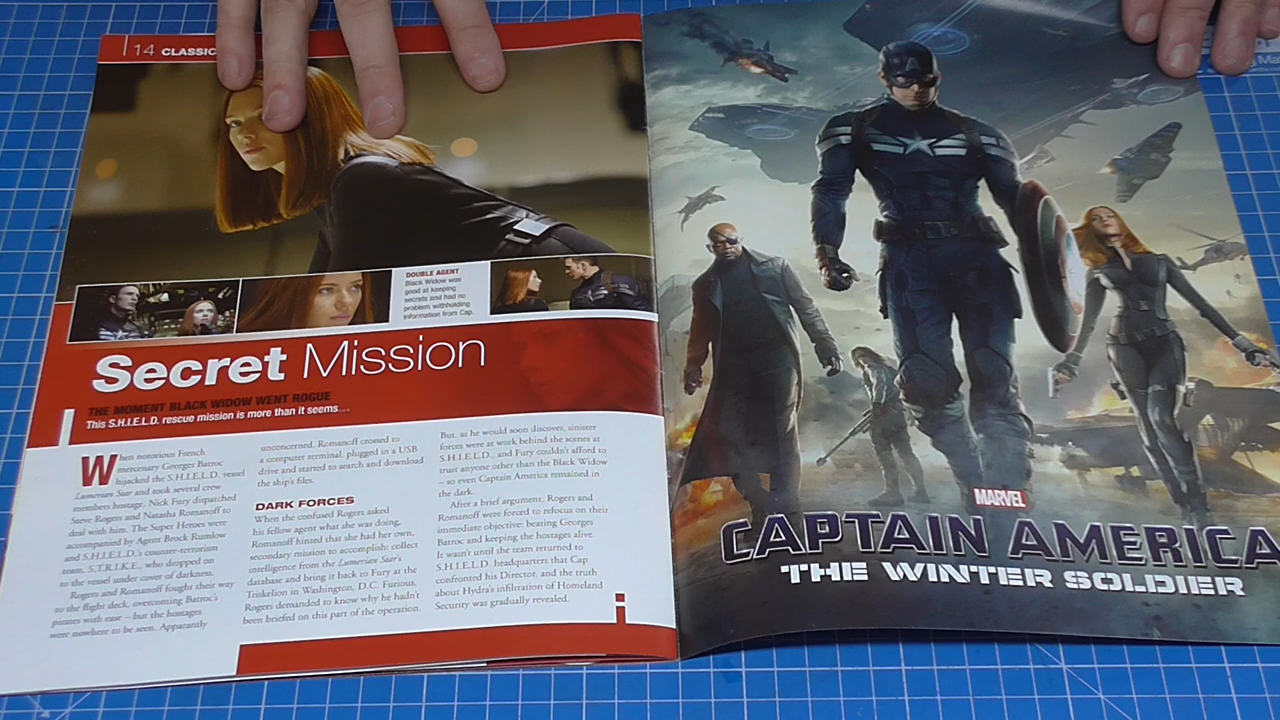 14 CLASSIC
DOUBLE AGENT
Black Widow was
good at keeping
secrets and had no
problem withholding
information from Cap.
Secret Mission
THE MOMENT BLACK WIDOW WENT ROGUE
This S.H.I.E.L.D. rescue mission is more than it seems...
When notorious French
mercenary Georges Batroc
hijacked the S.H.I.E.L.D. vessel
Lumerian Star and took several crew
members hostage, Nick Fury dispatched
Steve Rogers and Natasha Romanoff to
deal with him. The Super Heroes were
accompanied by Agent Brock Rumlow
and S.H.I.E.L.D.'s counter-terrorism
team, S.T.R.I.K.E., who dropped on
to the vessel under cover of darkness.
Rogers and Romanoff fought their way
to the flight deck, overcoming Batroc's
pirates with ease – but the hostages
were nowhere to be seen. Apparently
unconcerned, Romanoff crossed to
a computer terminal, plugged in a USB
drive and started to search and download
the ship's files.
DARK FORCES
When the confused Rogers asked
his fellow agent what she was doing,
Romanoff hinted that she had her own,
secondary mission to accomplish: collect
intelligence from the Lumerian Star's
database and bring it back to Fury at the
Triskelion in Washington, D.C. Furious,
Rogers demanded to know why he hadn't
been briefed on this part of the operation.
But, as he would soon discover, sinister
forces were at work behind the scenes at
S.H.I.E.L.D., and Fury couldn't afford to
trust anyone other than the Black Widow
– so even Captain America remained in
the dark.
After a brief argument, Rogers and
Romanoff were forced to refocus on their
immediate objective: beating Georges
Batroc and keeping the hostages alive.
It wasn't until the team returned to
S.H.I.E.L.D. headquarters that Cap
confronted his Director, and the truth
about Hydra's infiltration of Homeland
Security was gradually revealed.
i
A
MARVEL
CAPTAIN AMERICA
THE WINTER SOLDIER